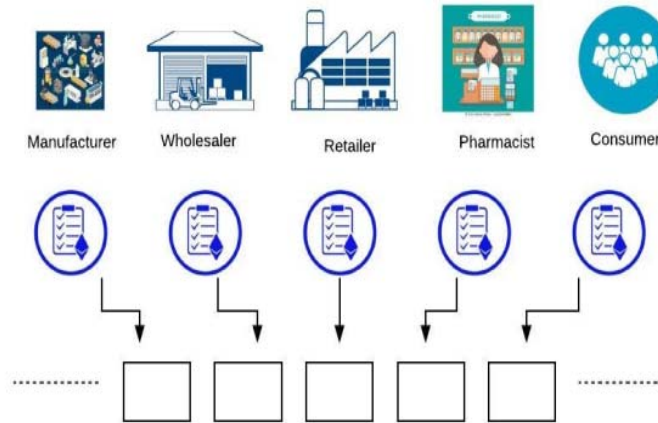 Manufacturer
Wholesaler
Retailer
Pharmacist
Consumer